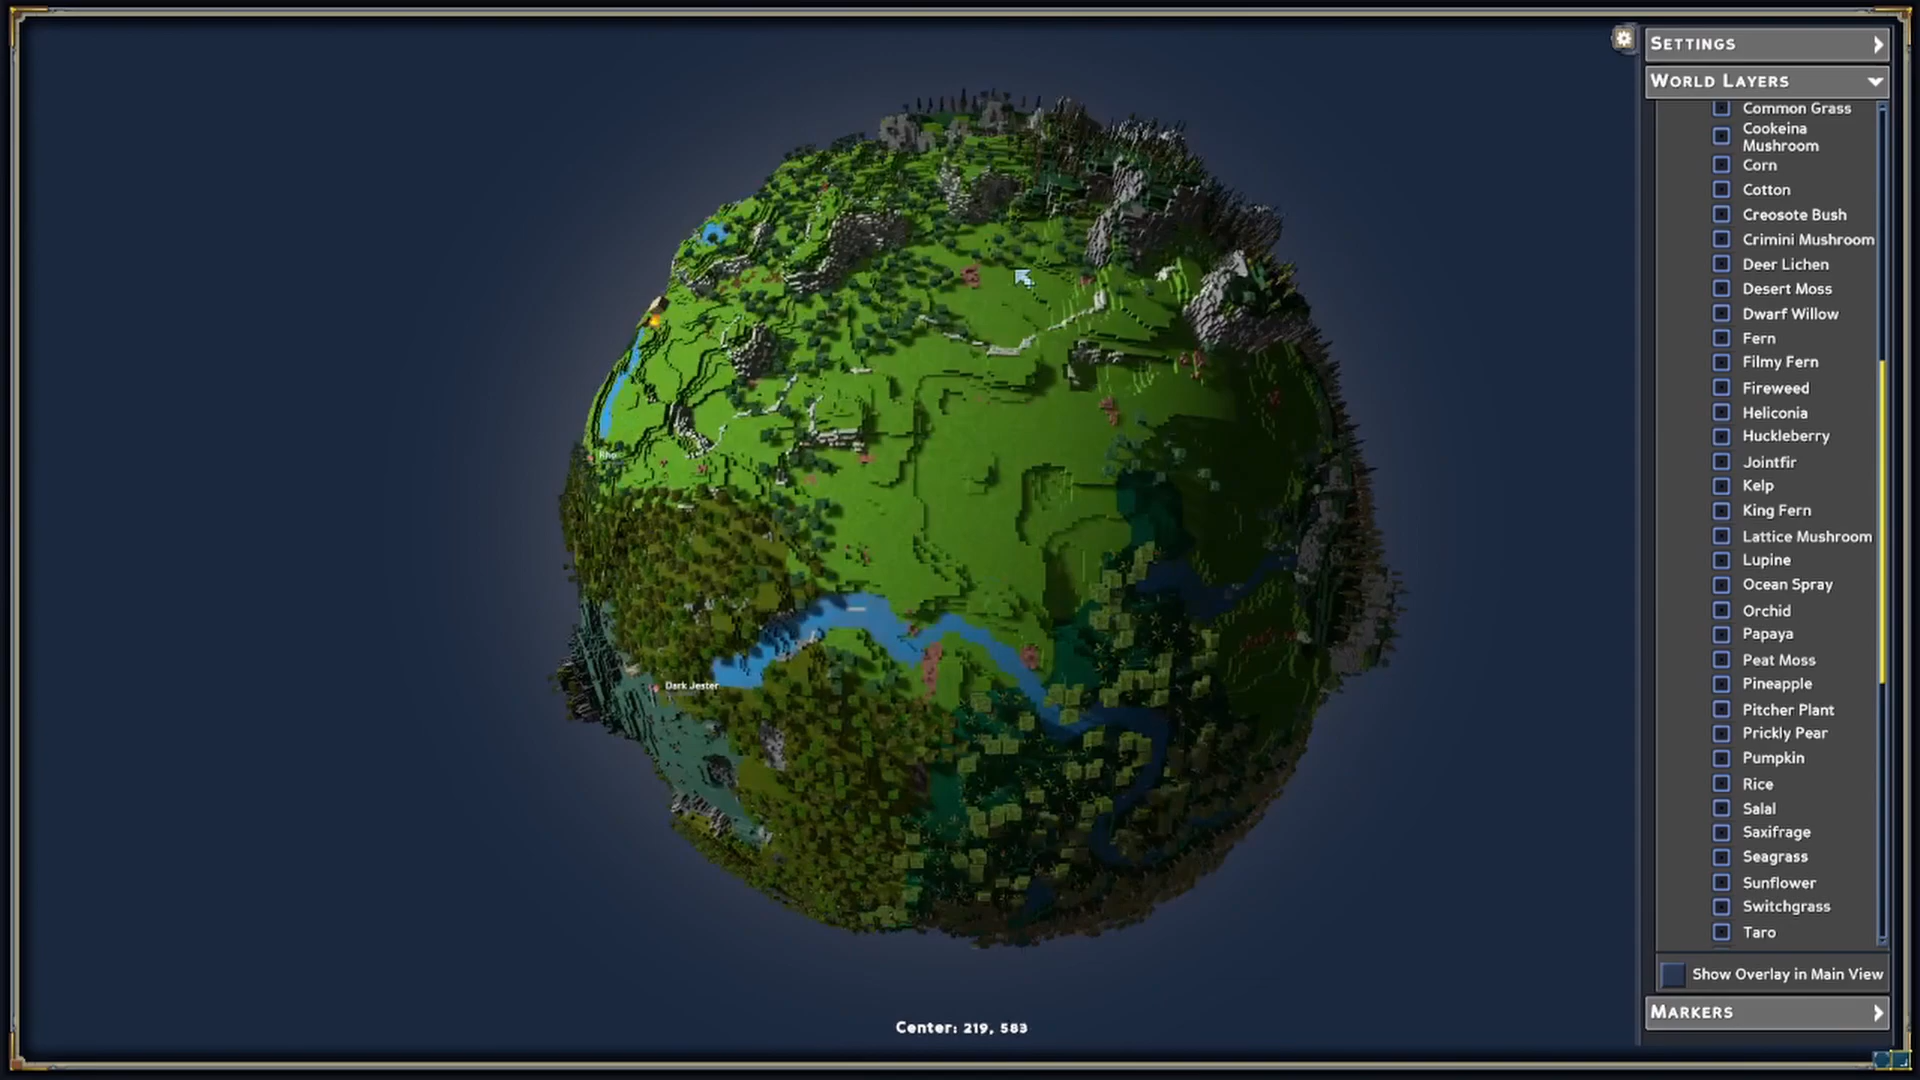 SETTINGS
WORLD LAYERS
Common Grass
Cookeina
Mushroom
Corn
Cotton
Creosote Bush
Crimini Mushroom
Deer Lichen
Desert Moss
Dwarf Willow
Fern
Filmy Fern
Fireweed
Heliconia
Huckleberry
Jointfir
Kelp
King Fern
Lattice Mushroom
Lupine
Ocean Spray
Orchid
Papaya
Peat Moss
Pineapple
Pitcher Plant
Prickly Pear
Pumpkin
Rice
Salal
Saxifrage
Seagrass
Sunflower
Switchgrass
Taro
Show Overlay in Main View
MARKERS
Rho
Dark Jester
Center: 219, 583